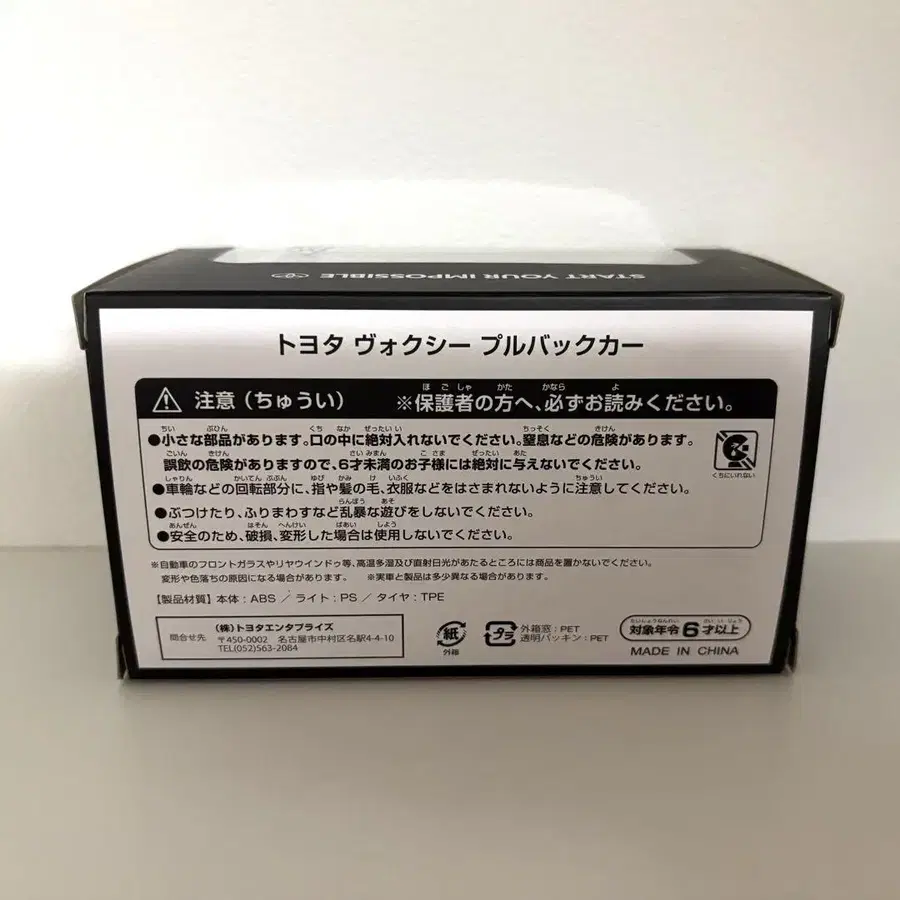 START YOUR IMPOSSIBLE
トヨタ ヴォクシー プルバックカー
注意（ちゅうい） ※保護者の方へ、必ずお読みください。
●小さな部品があります。口の中に絶対入れないでください。窒息などの危険があります。
誤飲の危険がありますので、6才未満のお子様には絶対に与えないでください。
●車輪などの回転部分に、指や髪の毛、衣服などをはさまれないように注意してください。
●ぶつけたり、ふりまわすなど乱暴な遊びをしないでください。
●安全のため、破損、変形した場合は使用しないでください。
くちにいれない
※自動車のフロントガラスやリヤウインドゥ等、高温多湿及び直射日光があたるところには商品を置かないでください。
変形や色落ちの原因になる場合があります。 ※実車と製品は多少異なる場合があります。
【製品材質】本体：ABS ／ ライト：PS ／ タイヤ：TPE
問合せ先
（株）トヨタエンタプライズ
〒450-0002 名古屋市中村区名駅4-4-10
TEL(052)563-2084
紙
外箱
プラ
外箱窓：PET
透明パッキン：PET
対象年令6才以上
MADE IN CHINA